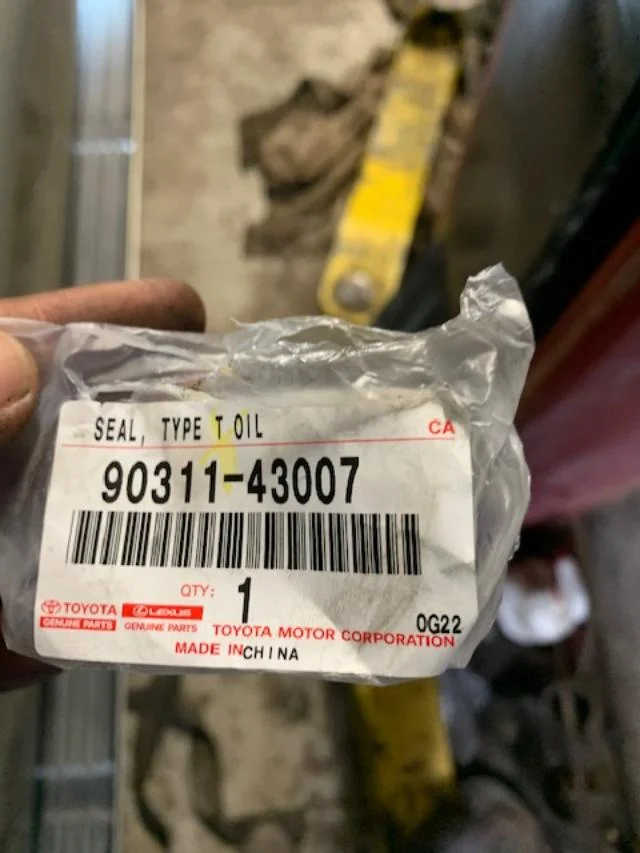 SEAL, TYPE T OIL
CA
90311-43007
QTY: 1
TOYOTA LEXUS
GENUINE PARTS GENUINE PARTS
0G22
TOYOTA MOTOR CORPORATION
MADE IN CHINA